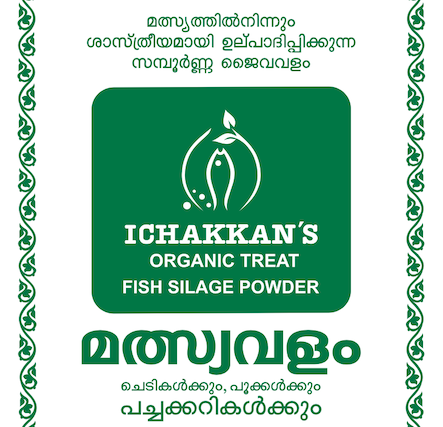 മത്സ്യത്തിൽനിന്നും
ശാസ്ത്രീയമായി ഉല്പാദിപ്പിക്കുന്ന
സമ്പൂർണ്ണ ജൈവവളം
ICHAKKAN'S
ORGANIC TREAT
FISH SILAGE POWDER
മത്സ്യവളം
ചെടികൾക്കും, പൂക്കൾക്കും
പച്ചക്കറികൾക്കും